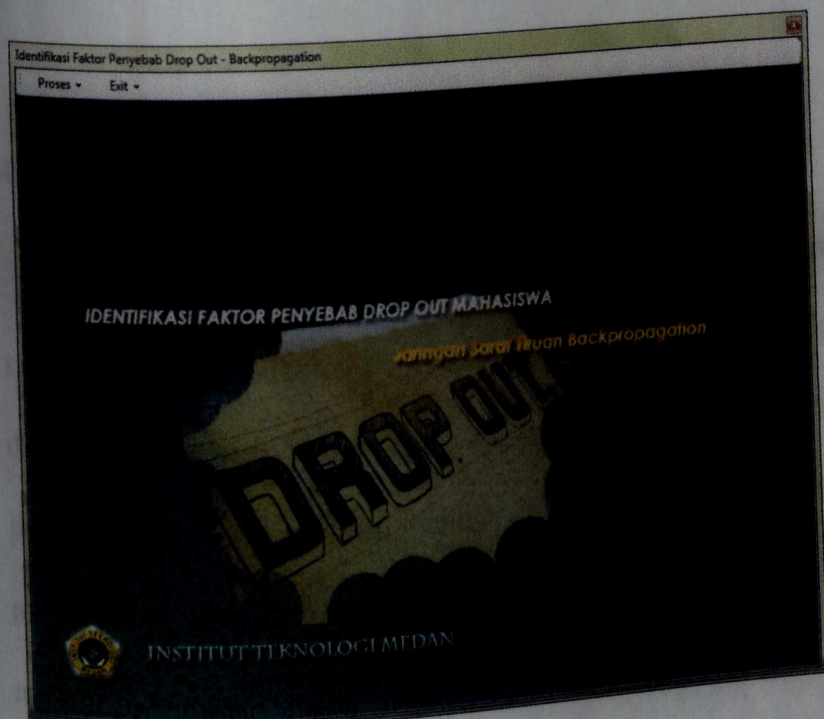 Identifikasi Faktor Penyebab Drop Out - Backpropagation
Proses
Exit
IDENTIFIKASI FAKTOR PENYEBAB DROP OUT MAHASISWA
Jaringan Saraf Tiruan Backpropagation
DROP OUT
INSTITUT TEKNOLOGI MEDAN